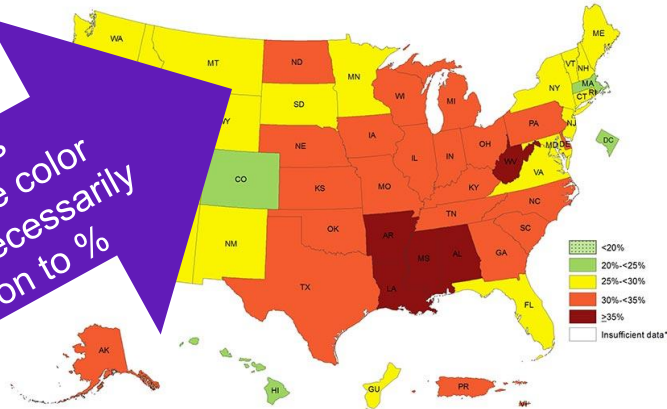 WA
MT
ND
MN
ME
VT
NH
SD
WI
MI
NY
MA
CT
RI
NE
IA
PA
NJ
CO
KS
MO
IL
IN
OH
WV
MD
DE
DC
VA
KY
NM
OK
AR
TN
NC
SC
TX
LA
MS
AL
GA
FL
AK
HI
GU
PR
e color
ecessarily
on to %
<20%
20%-<25%
25%-<30%
30%-<35%
≥35%
Insufficient data*